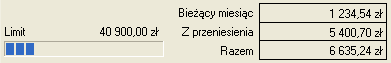 Bieżący miesiąc 1 234,54 zł
Limit 40 900,00 zł Z przeniesienia 5 400,70 zł
Razem 6 635,24 zł